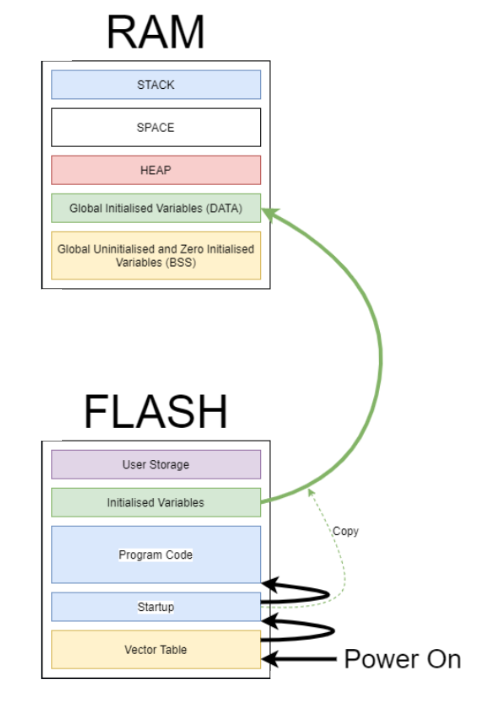 RAM
STACK
SPACE
HEAP
Global Initialised Variables (DATA)
Global Uninitialised and Zero Initialised
Variables (BSS)
FLASH
User Storage
Initialised Variables
Copy
Program Code
Startup
Vector Table
Power On